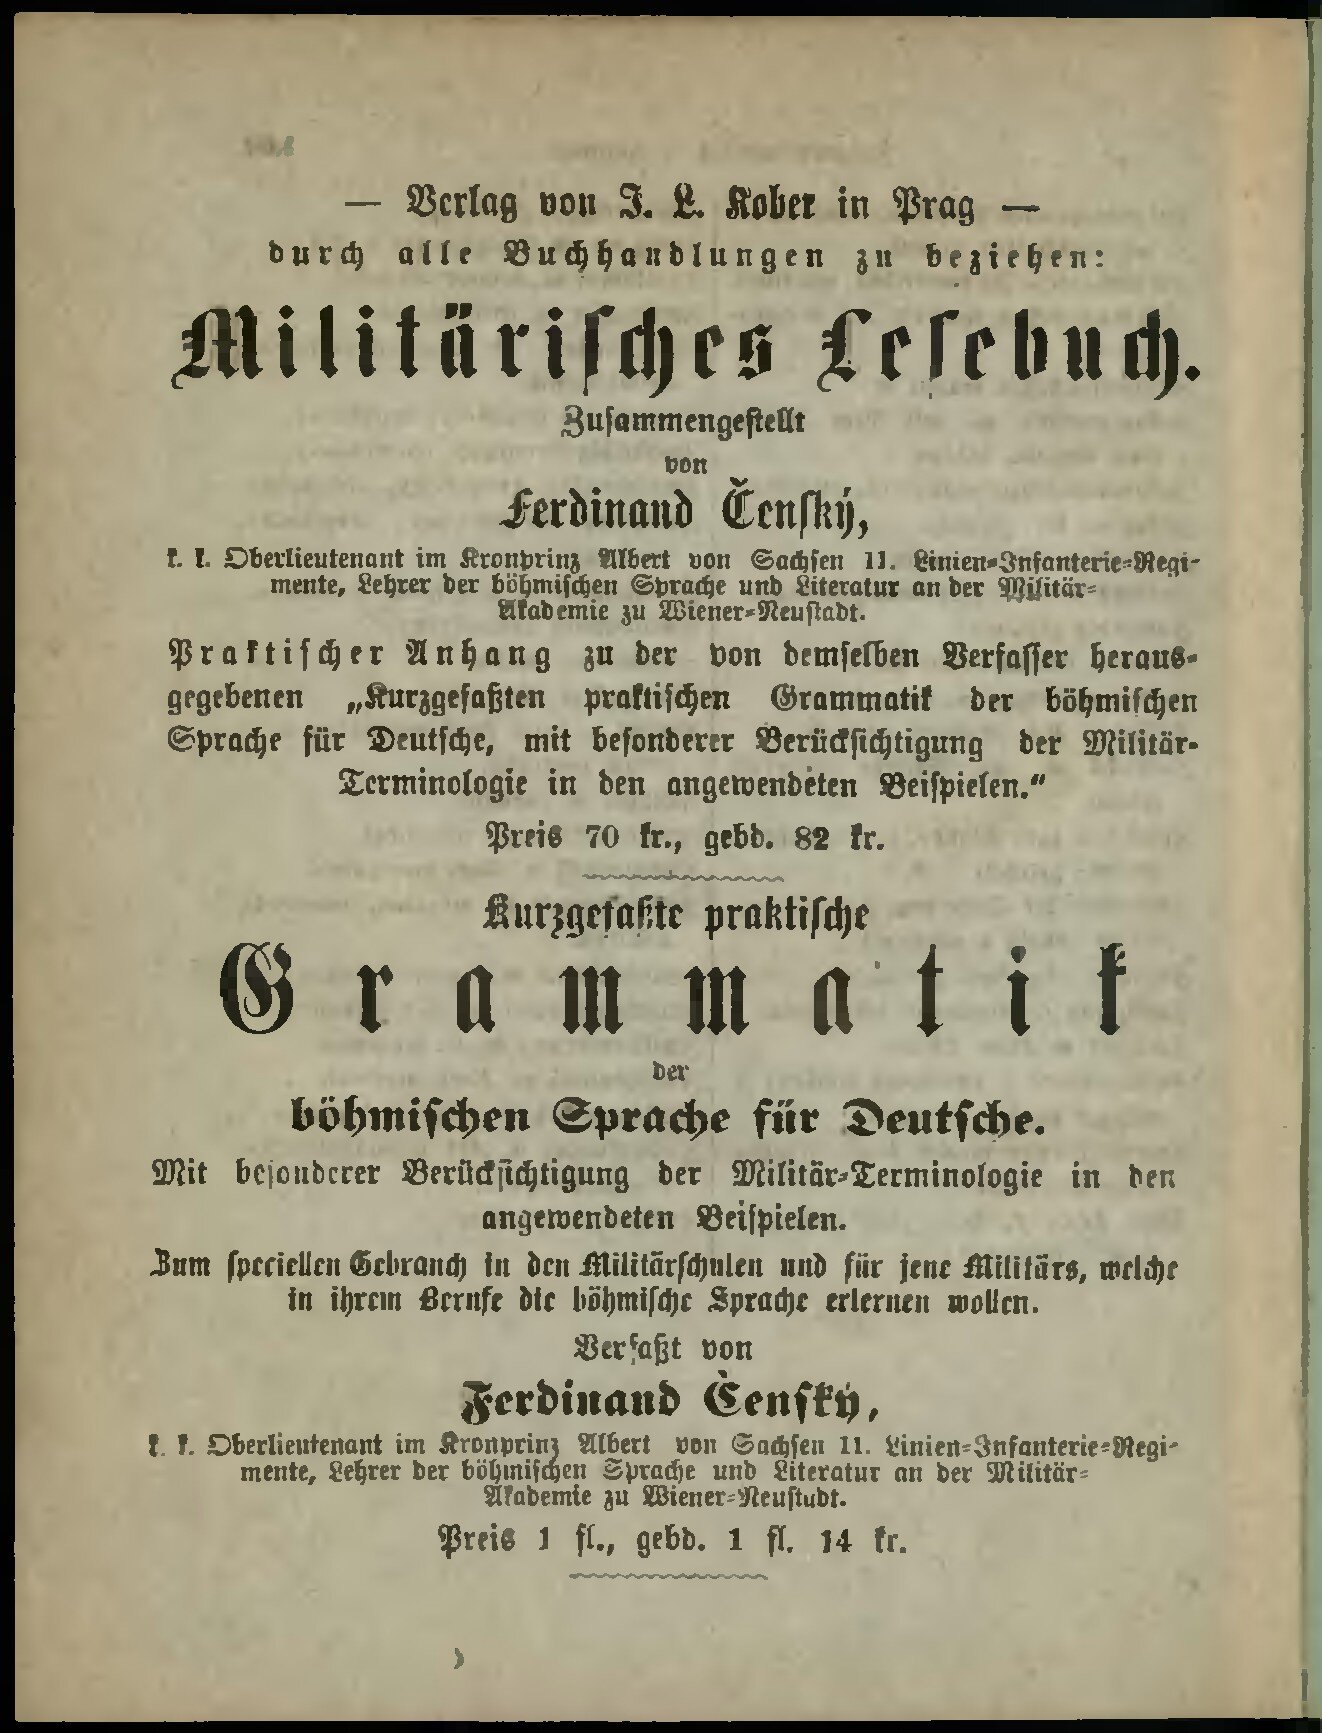 — Verlag von I. L. Kober in Prag —
durch alle Buchhandlungen zu beziehen:
Militärisches Lesebuch.
Zusammengestellt
von
Ferdinand Čenský,
k. k. Oberlieutenant im Kronprinz Albert von Sachsen 11. Linien-Infanterie-Regi-
mente, Lehrer der böhmischen Sprache und Literatur an der Militär-
Akademie zu Wiener-Neustadt.
Praktischer Anhang zu der von demselben Verfasser heraus-
gegebenen „Kurzgefaßten praktischen Grammatik der böhmischen
Sprache für Deutsche, mit besonderer Berücksichtigung der Militär-
Terminologie in den angewendeten Beispielen.“
Preis 70 kr., gebd. 82 kr.
Kurzgefaßte praktische
Grammatik
der
böhmischen Sprache für Deutsche.
Mit besonderer Berücksichtigung der Militär-Terminologie in den
angewendeten Beispielen.
Zum speciellen Gebrauch in den Militärschulen und für jene Militärs, welche
in ihrem Berufe die böhmische Sprache erlernen wollen.
Verfaßt von
Ferdinand Čenský,
k. k. Oberlieutenant im Kronprinz Albert von Sachsen 11. Linien-Infanterie-Regi-
mente, Lehrer der böhmischen Sprache und Literatur an der Militär-
Akademie zu Wiener-Neustadt.
Preis 1 fl., gebd. 1 fl. 14 kr.